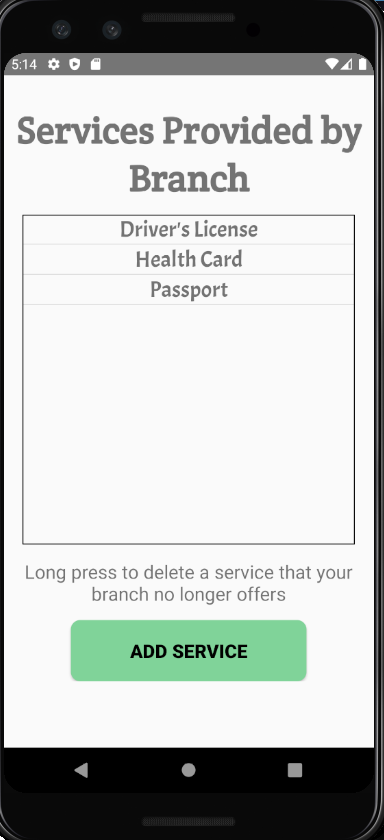 5:14
Services Provided by
Branch
Driver's License
Health Card
Passport
Long press to delete a service that your
branch no longer offers
ADD SERVICE